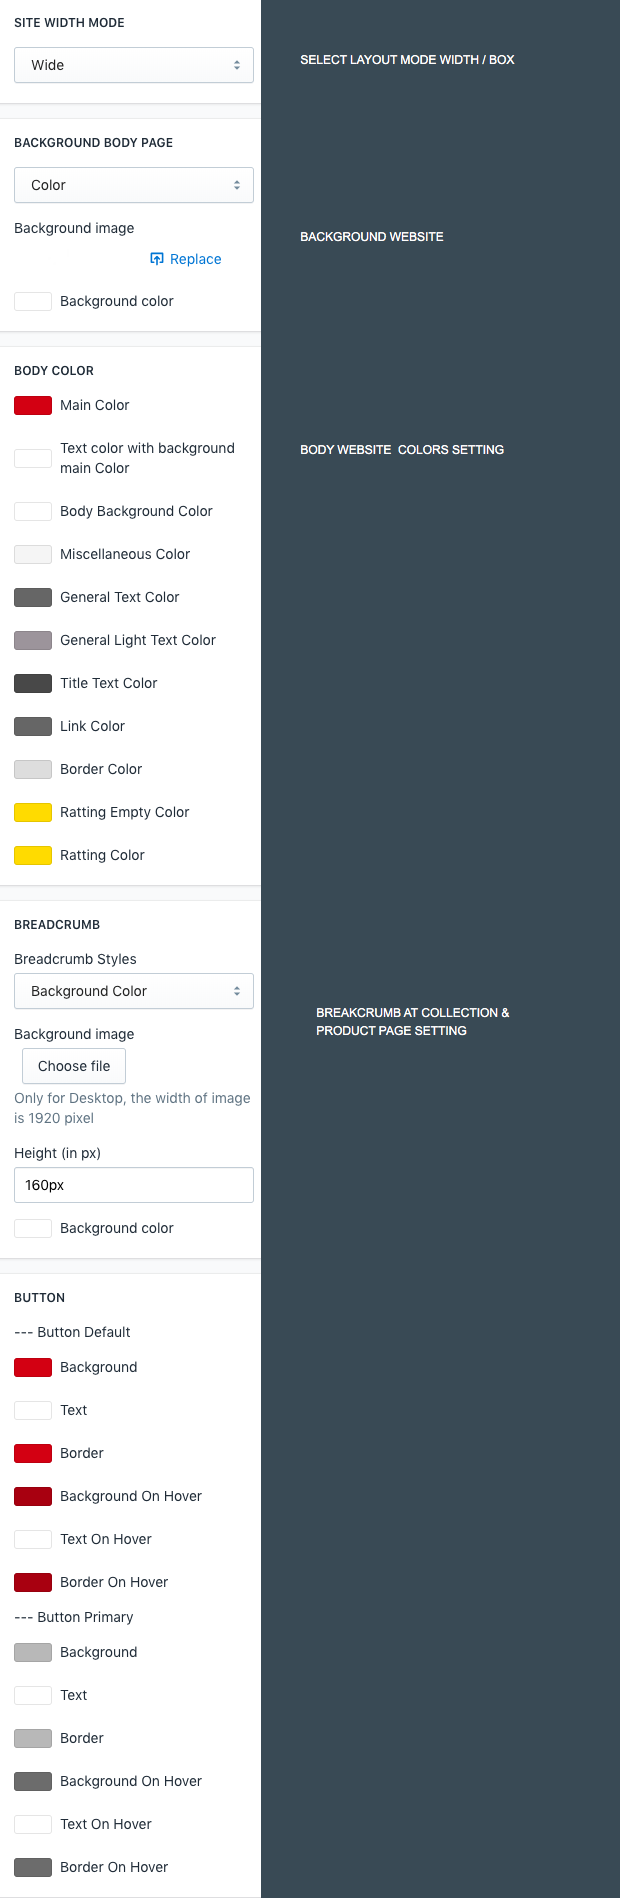 SITE WIDTH MODE
Wide
SELECT LAYOUT MODE WIDTH / BOX
BACKGROUND BODY PAGE
Color
Background image
BACKGROUND WEBSITE
Replace
Background color
BODY COLOR
Main Color
Text color with background
main Color
BODY WEBSITE  COLORS SETTING
Body Background Color
Miscellaneous Color
General Text Color
General Light Text Color
Title Text Color
Link Color
Border Color
Ratting Empty Color
Ratting Color
BREADCRUMB
Breadcrumb Styles
Background Color
BREAKCRUMB AT COLLECTION &
PRODUCT PAGE SETTING
Background image
Choose file
Only for Desktop, the width of image
is 1920 pixel
Height (in px)
160px
Background color
BUTTON
--- Button Default
Background
Text
Border
Background On Hover
Text On Hover
Border On Hover
--- Button Primary
Background
Text
Border
Background On Hover
Text On Hover
Border On Hover